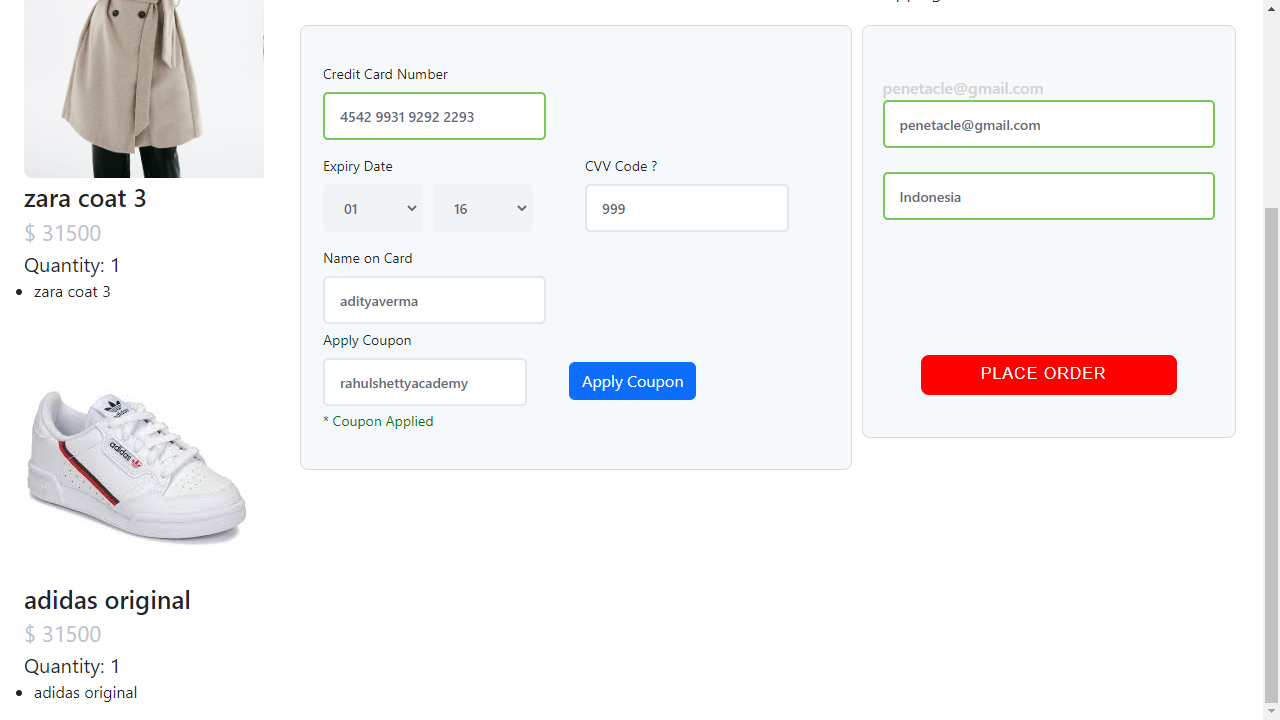 zara coat 3
$ 31500
Quantity: 1
zara coat 3
adidas
adidas original
$ 31500
Quantity: 1
adidas original
Credit Card Number
4542 9931 9292 2293
Expiry Date
CVV Code ?
01
16
999
Name on Card
adityaverma
Apply Coupon
rahulshettyacademy
Apply Coupon
* Coupon Applied
penetacle@gmail.com
penetacle@gmail.com
Indonesia
PLACE ORDER